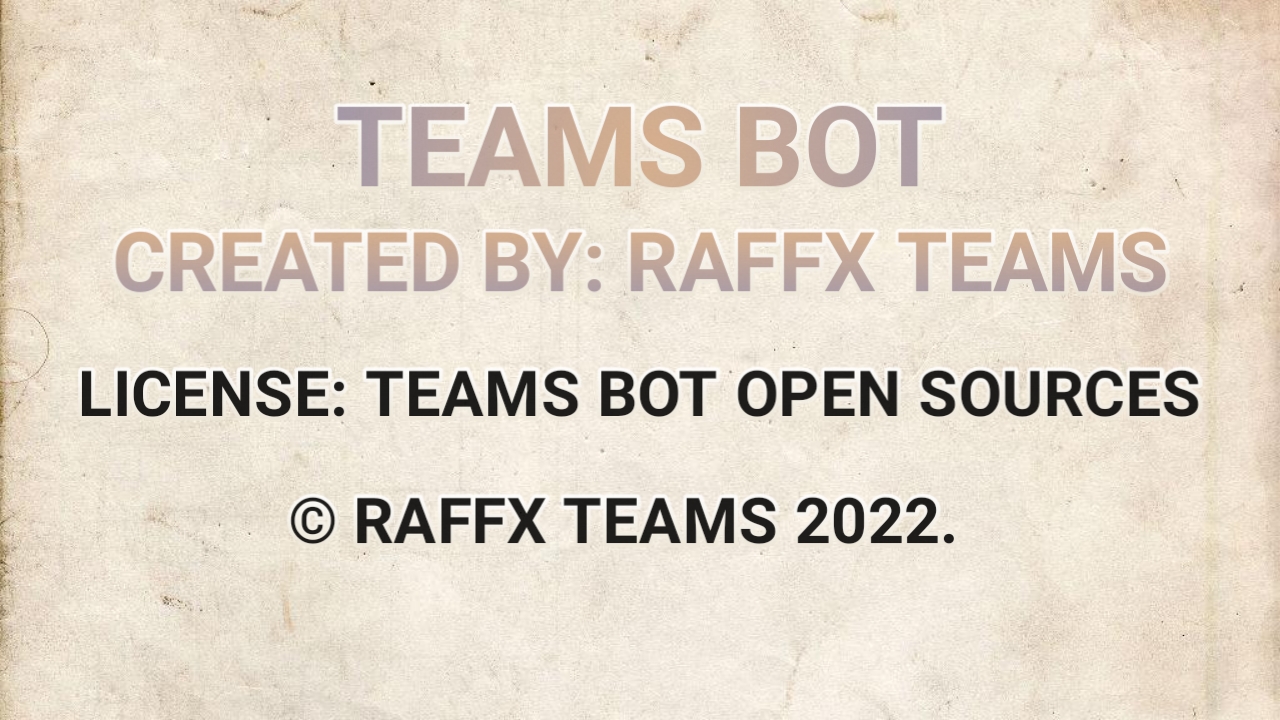 TEAMS BOT
CREATED BY: RAFFX TEAMS
LICENSE: TEAMS BOT OPEN SOURCES
© RAFFX TEAMS 2022.